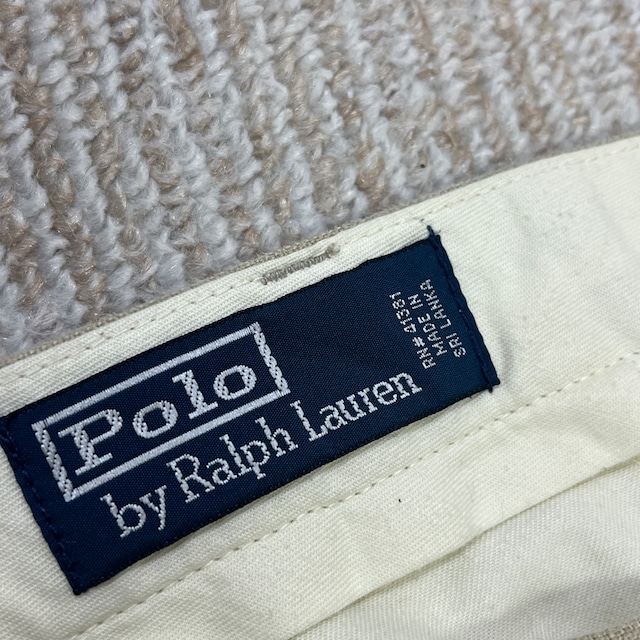 Polo
by Ralph Lauren
RN# 41381
MADE IN
SRI LANKA